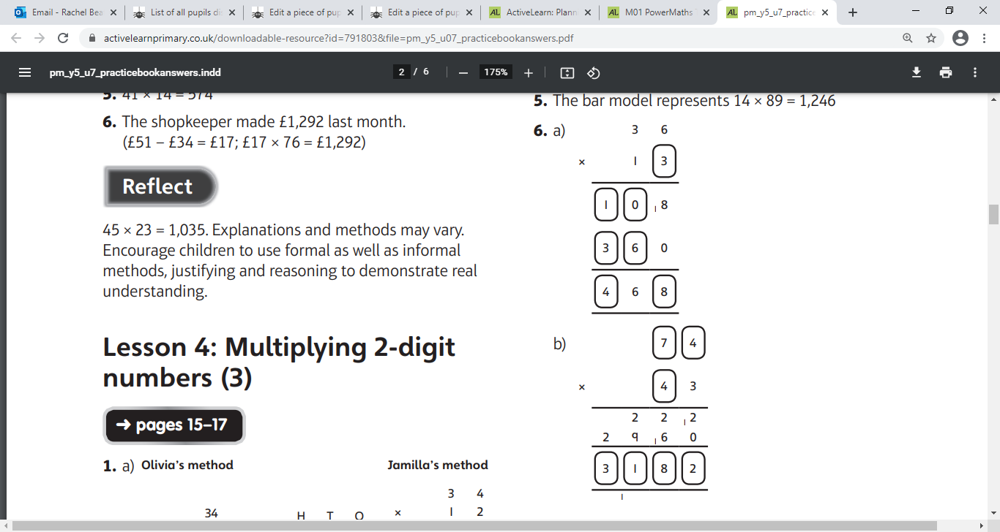 Email - Rachel Bea
List of all pupils di
Edit a piece of pup
Edit a piece of pup
ActiveLearn: Plann
M01 PowerMaths
pm_y5_u7_practice
activelearnprimary.co.uk/downloadable-resource?id=791803&file=pm_y5_u07_practicebookanswers.pdf
pm_y5_u7_practicebookanswers.indd
2 / 6
175%
5. 41 × 14 = 574
6. The shopkeeper made £1,292 last month.
(£51 – £34 = £17; £17 × 76 = £1,292)
Reflect
45 × 23 = 1,035. Explanations and methods may vary.
Encourage children to use formal as well as informal
methods, justifying and reasoning to demonstrate real
understanding.
Lesson 4: Multiplying 2-digit
numbers (3)
→ pages 15–17
1. a) Olivia's method
Jamilla's method
34
H T O
3 4
× 1 2
5. The bar model represents 14 × 89 = 1,246
6. a) 3 6
× 1 3
1 0 1 8
3 6 0
4 6 8
b) 7 4
× 4 3
2 2 1 2
2 9 1 6 0
3 1 8 2
1